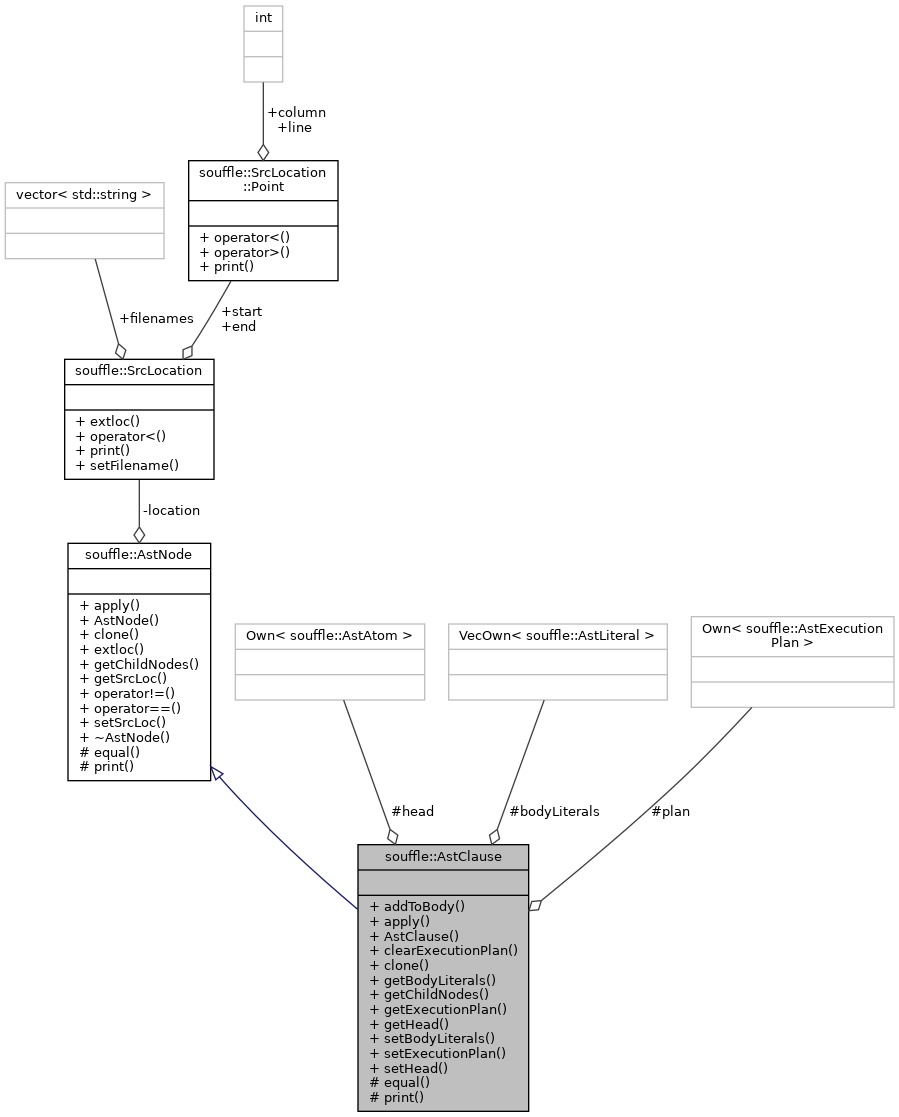 int
+column
+line
souffle::SrcLocation
::Point
+ operator<()
+ operator>()
+ print()
vector< std::string >
+filenames
+start
+end
souffle::SrcLocation
+ extloc()
+ operator<()
+ print()
+ setFilename()
-location
souffle::AstNode
+ apply()
+ AstNode()
+ clone()
+ extloc()
+ getChildNodes()
+ getSrcLoc()
+ operator!=()
+ operator==()
+ setSrcLoc()
+ ~AstNode()
# equal()
# print()
Own< souffle::AstAtom >
VecOwn< souffle::AstLiteral >
Own< souffle::AstExecution
Plan >
#head
#bodyLiterals
#plan
souffle::AstClause
+ addToBody()
+ apply()
+ AstClause()
+ clearExecutionPlan()
+ clone()
+ getBodyLiterals()
+ getChildNodes()
+ getExecutionPlan()
+ getHead()
+ setBodyLiterals()
+ setExecutionPlan()
+ setHead()
# equal()
# print()